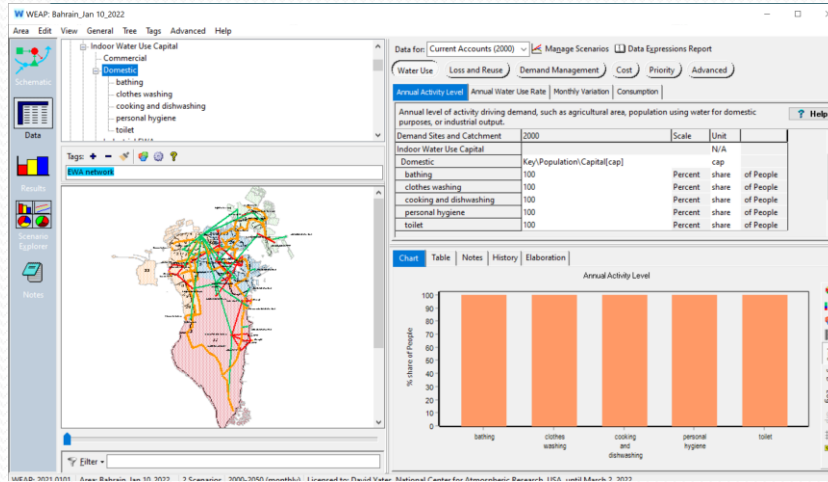 WEAP: Bahrain_Jan 10_2022
Area Edit View General Tree Tags Advanced Help
Schematic
Data
Results
Scenario
Explorer
Notes
Indoor Water Use Capital
Commercial
Domestic
bathing
clothes washing
cooking and dishwashing
personal hygiene
toilet
Tags:
EWA network
Filter
Data for: Current Accounts (2000) Manage Scenarios Data Expressions Report
Water Use Loss and Reuse Demand Management Cost Priority Advanced
Annual Activity Level Annual Water Use Rate Monthly Variation Consumption
Annual level of activity driving demand, such as agricultural area, population using water for domestic
purposes, or industrial output.
? Help
Demand Sites and Catchment 2000 Scale Unit
Indoor Water Use Capital N/A
Domestic Key\Population\Capital[cap] cap
bathing 100 Percent share of People
clothes washing 100 Percent share of People
cooking and dishwashing 100 Percent share of People
personal hygiene 100 Percent share of People
toilet 100 Percent share of People
Chart Table Notes History Elaboration
Annual Activity Level
% share of People
100
90
80
70
60
50
40
30
20
10
0
bathing clothes washing cooking and dishwashing personal hygiene toilet
WEAP: 2021.0101 Area: Bahrain_Jan 10_2022 2 Scenarios 2000-2050 (monthly) Licensed to: David Yates, National Center for Atmospheric Research, USA, until March 2, 2022